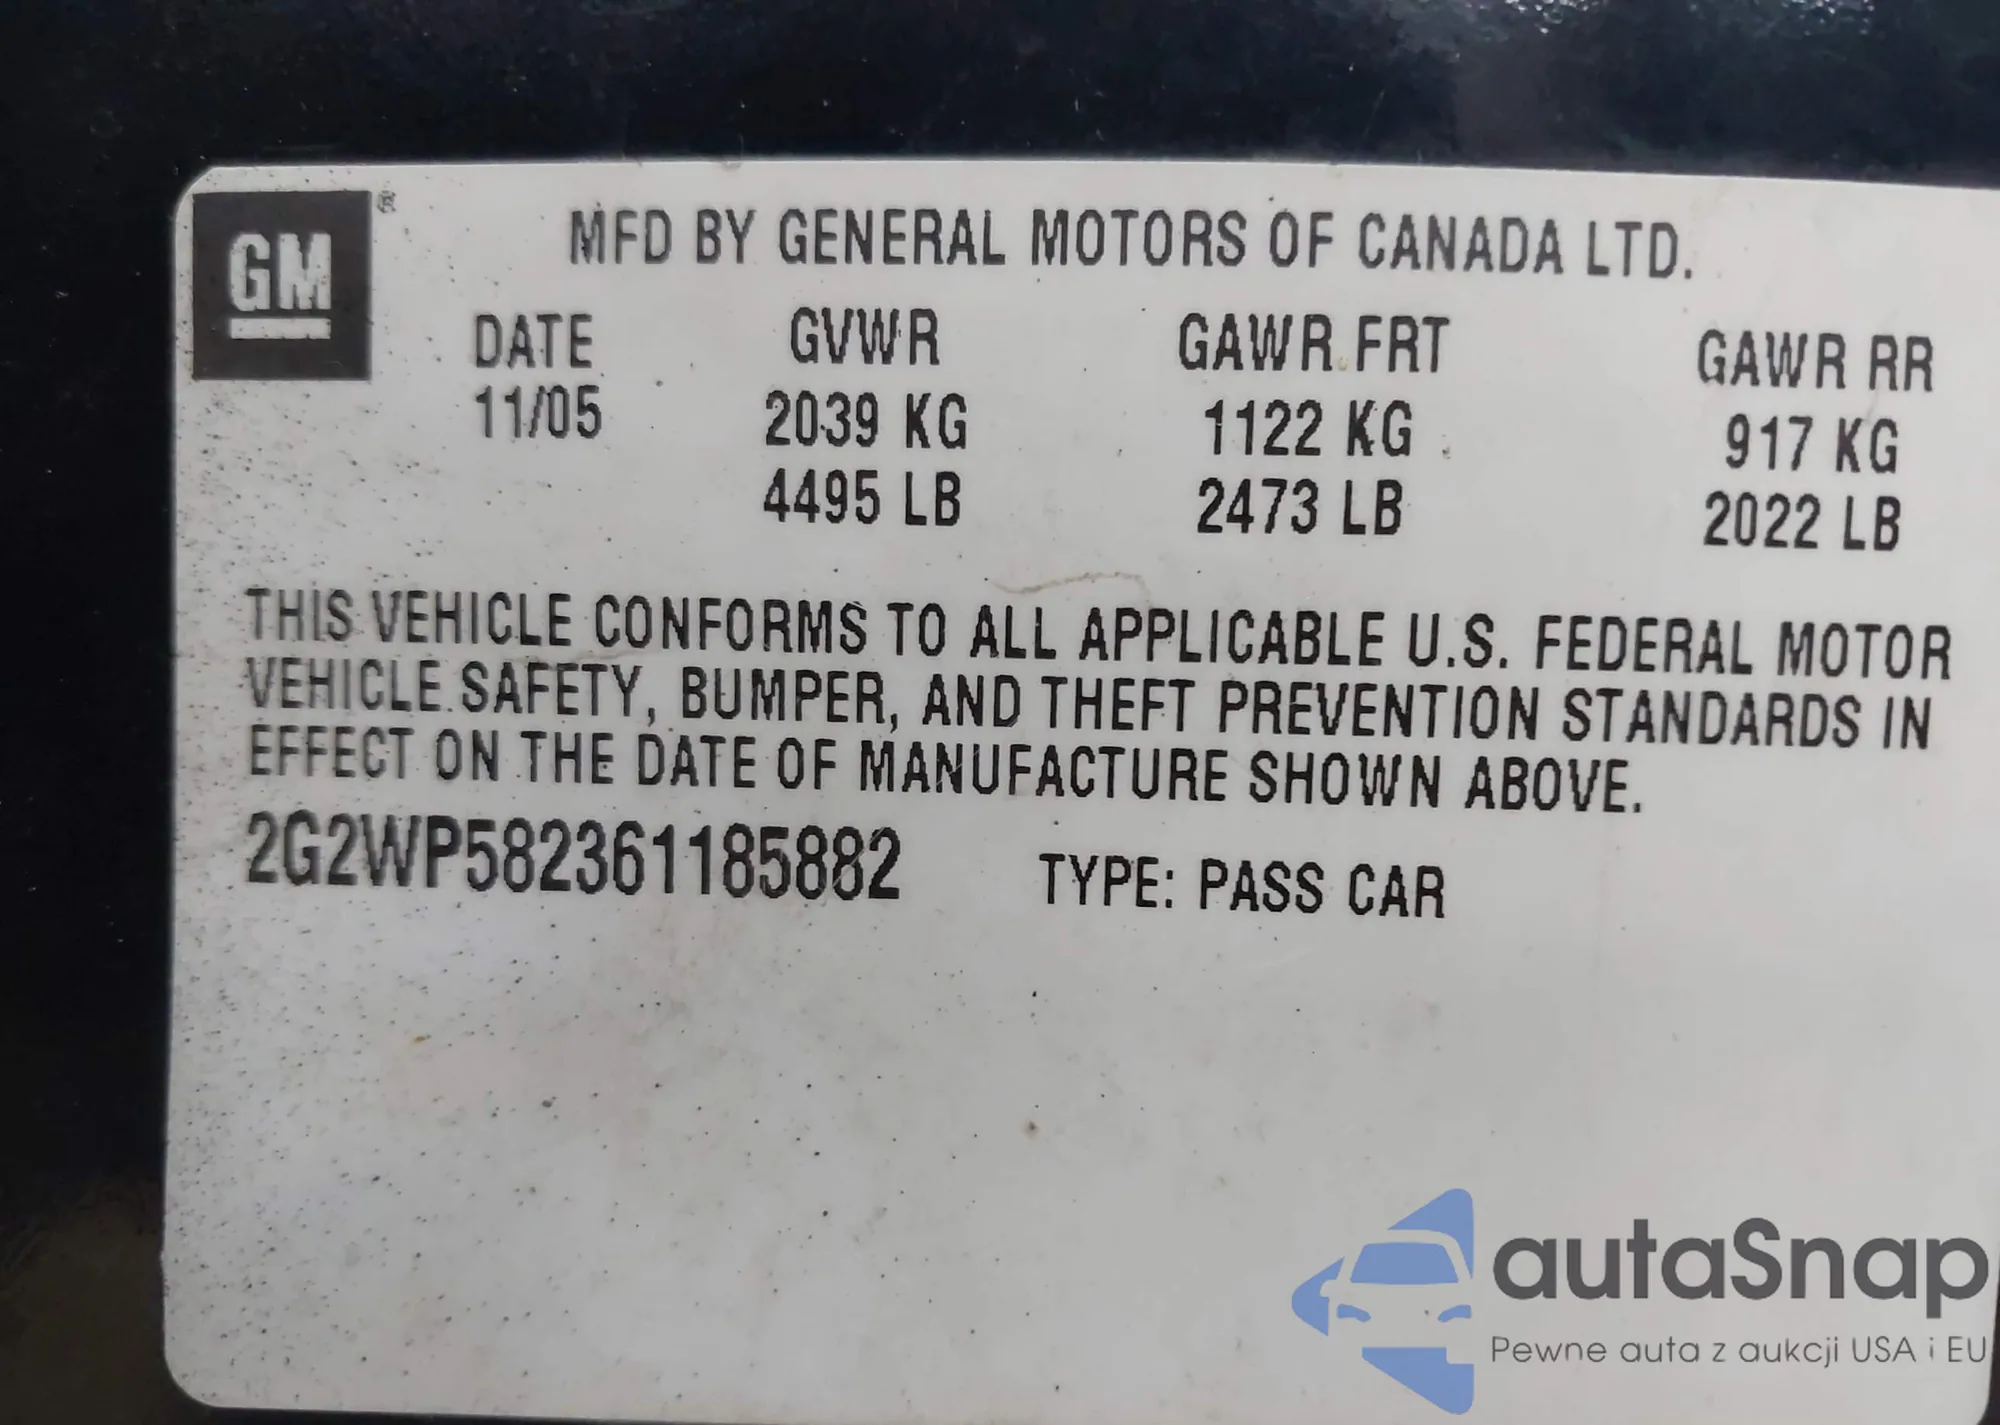 GM ®
MFD BY GENERAL MOTORS OF CANADA LTD.
DATE GVWR GAWR FRT GAWR RR
11/05 2039 KG 1122 KG 917 KG
4495 LB 2473 LB 2022 LB
THIS VEHICLE CONFORMS TO ALL APPLICABLE U.S. FEDERAL MOTOR
VEHICLE SAFETY, BUMPER, AND THEFT PREVENTION STANDARDS IN
EFFECT ON THE DATE OF MANUFACTURE SHOWN ABOVE.
2G2WP582361185882 TYPE: PASS CAR
autaSnap
Pewne auta z aukcji USA i EU